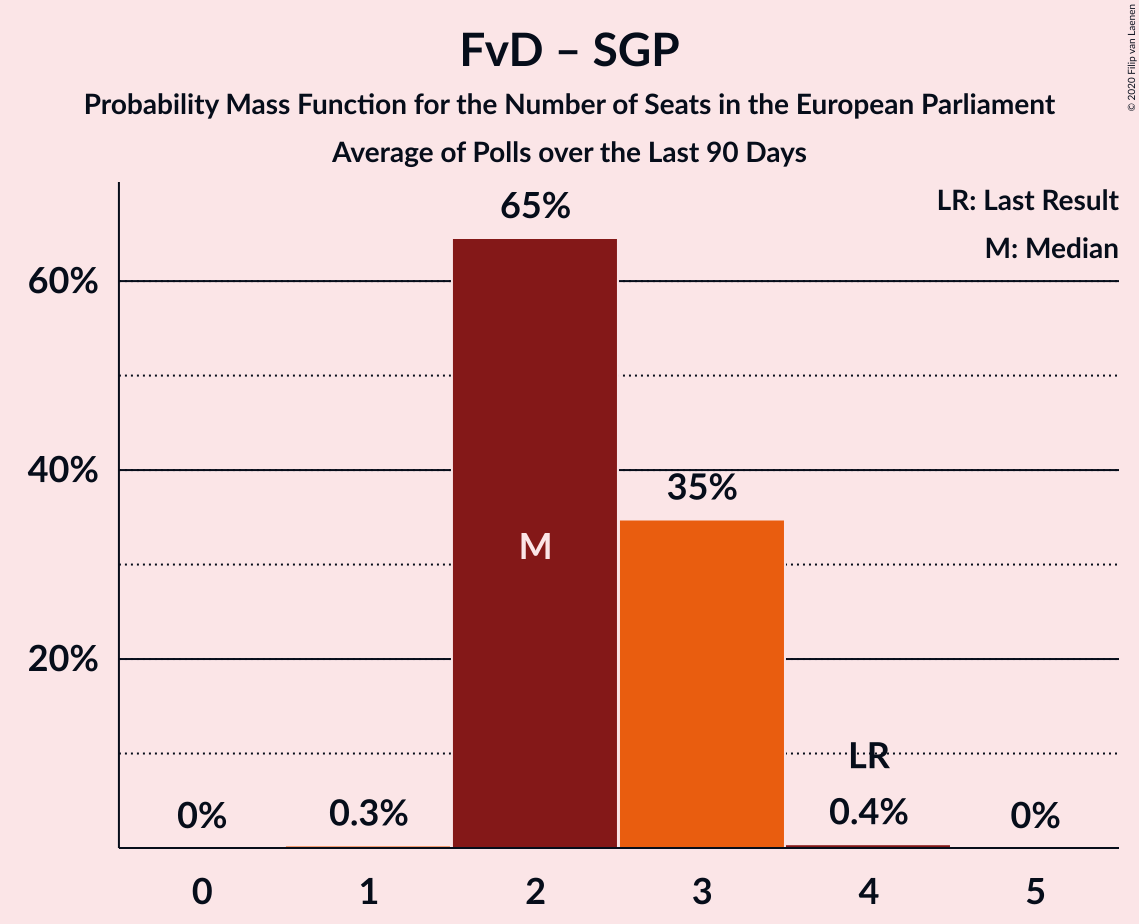 FvD – SGP
Probability Mass Function for the Number of Seats in the European Parliament
Average of Polls over the Last 90 Days
© 2020 Filip van Laenen
LR: Last Result
M: Median
65%
60%
40%
35%
M
20%
LR
0%
0.3%
0.4%
0%
0
1
2
3
4
5